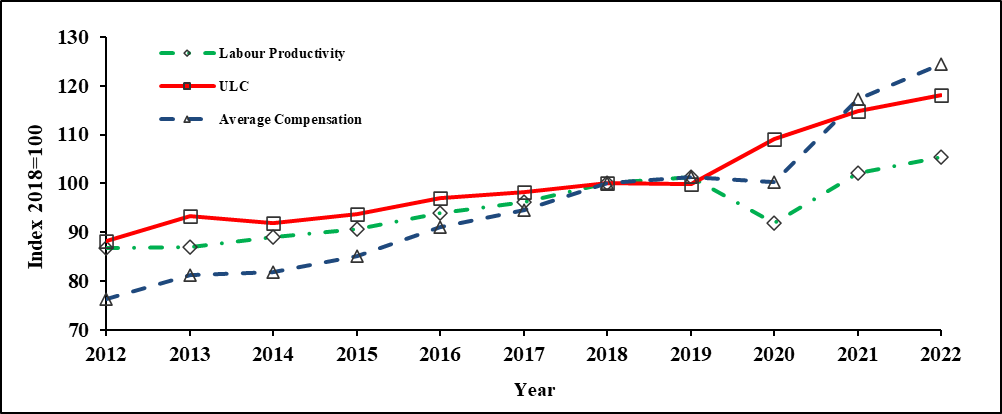 130
120
110
100
90
80
70
Index 2018=100
Labour Productivity
ULC
Average Compensation
2012 2013 2014 2015 2016 2017 2018 2019 2020 2021 2022
Year